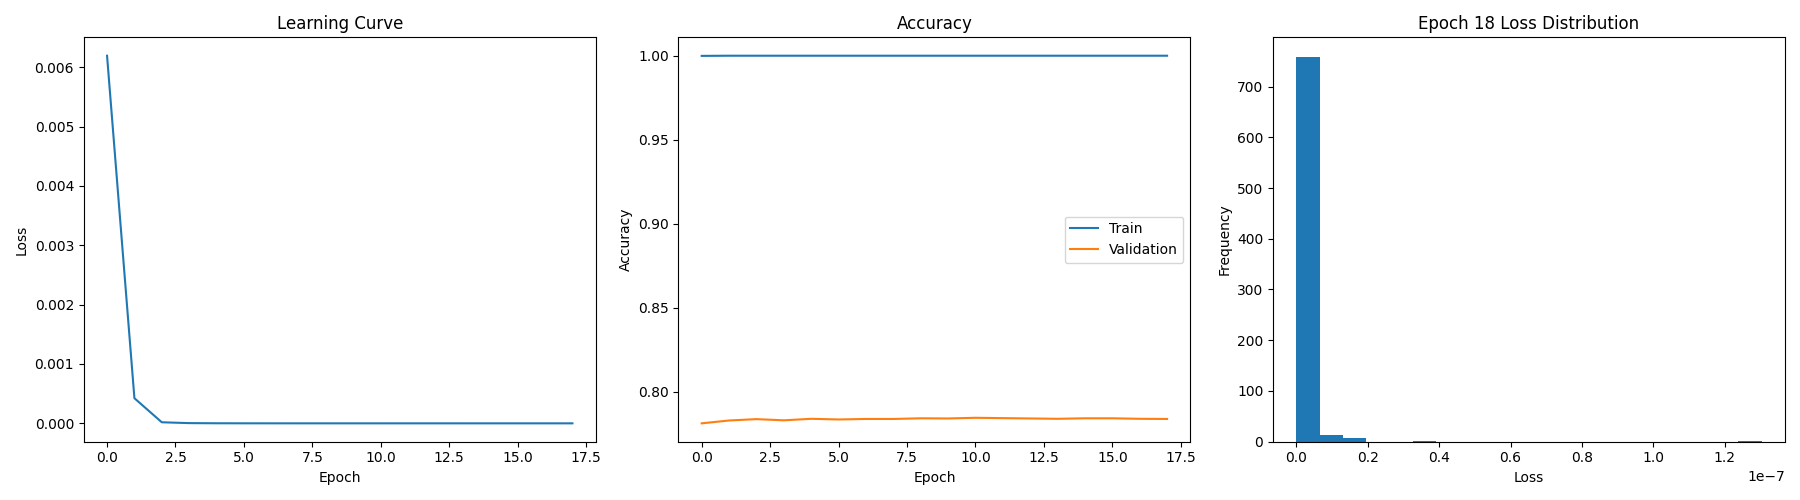 Learning Curve
0.006
0.005
0.004
0.003
0.002
0.001
0.000
Loss
0.0 2.5 5.0 7.5 10.0 12.5 15.0 17.5
Epoch
Accuracy
1.00
0.95
0.90
0.85
0.80
Accuracy
Train
Validation
0.0 2.5 5.0 7.5 10.0 12.5 15.0 17.5
Epoch
Epoch 18 Loss Distribution
700
600
500
400
300
200
100
0
Frequency
0.0 0.2 0.4 0.6 0.8 1.0 1.2
Loss
1e−7